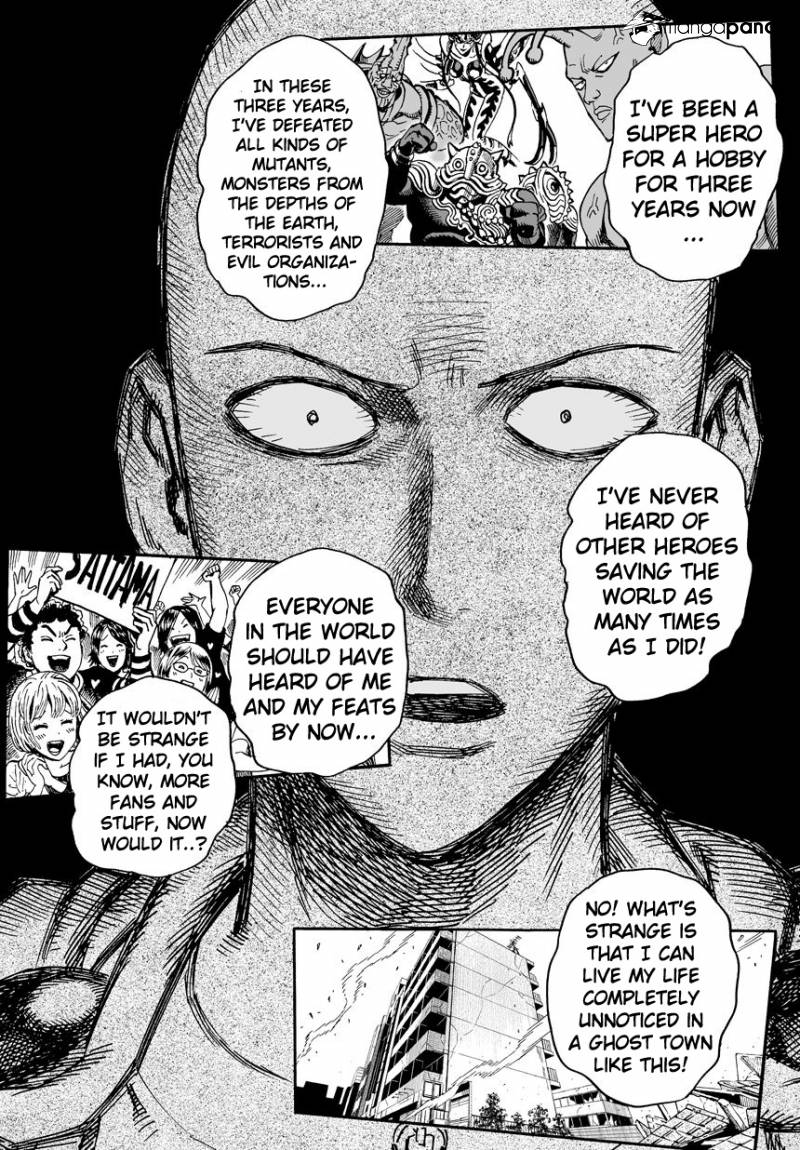 mangapanda
I'VE BEEN A
SUPER HERO
FOR A HOBBY
FOR THREE
YEARS NOW
...
IN THESE
THREE YEARS,
I'VE DEFEATED
ALL KINDS OF
MUTANTS,
MONSTERS FROM
THE DEPTHS OF
THE EARTH,
TERRORISTS AND
EVIL ORGANIZA-
TIONS...
I'VE NEVER
HEARD OF
OTHER HEROES
SAVING THE
WORLD AS
MANY TIMES
AS I DID!
SAITAMA
EVERYONE
IN THE WORLD
SHOULD HAVE
HEARD OF ME
AND MY FEATS
BY NOW...
IT WOULDN'T
BE STRANGE
IF I HAD, YOU
KNOW, MORE
FANS AND
STUFF, NOW
WOULD IT..?
NO! WHAT'S
STRANGE IS
THAT I CAN
LIVE MY LIFE
COMPLETELY
UNNOTICED IN
A GHOST TOWN
LIKE THIS!